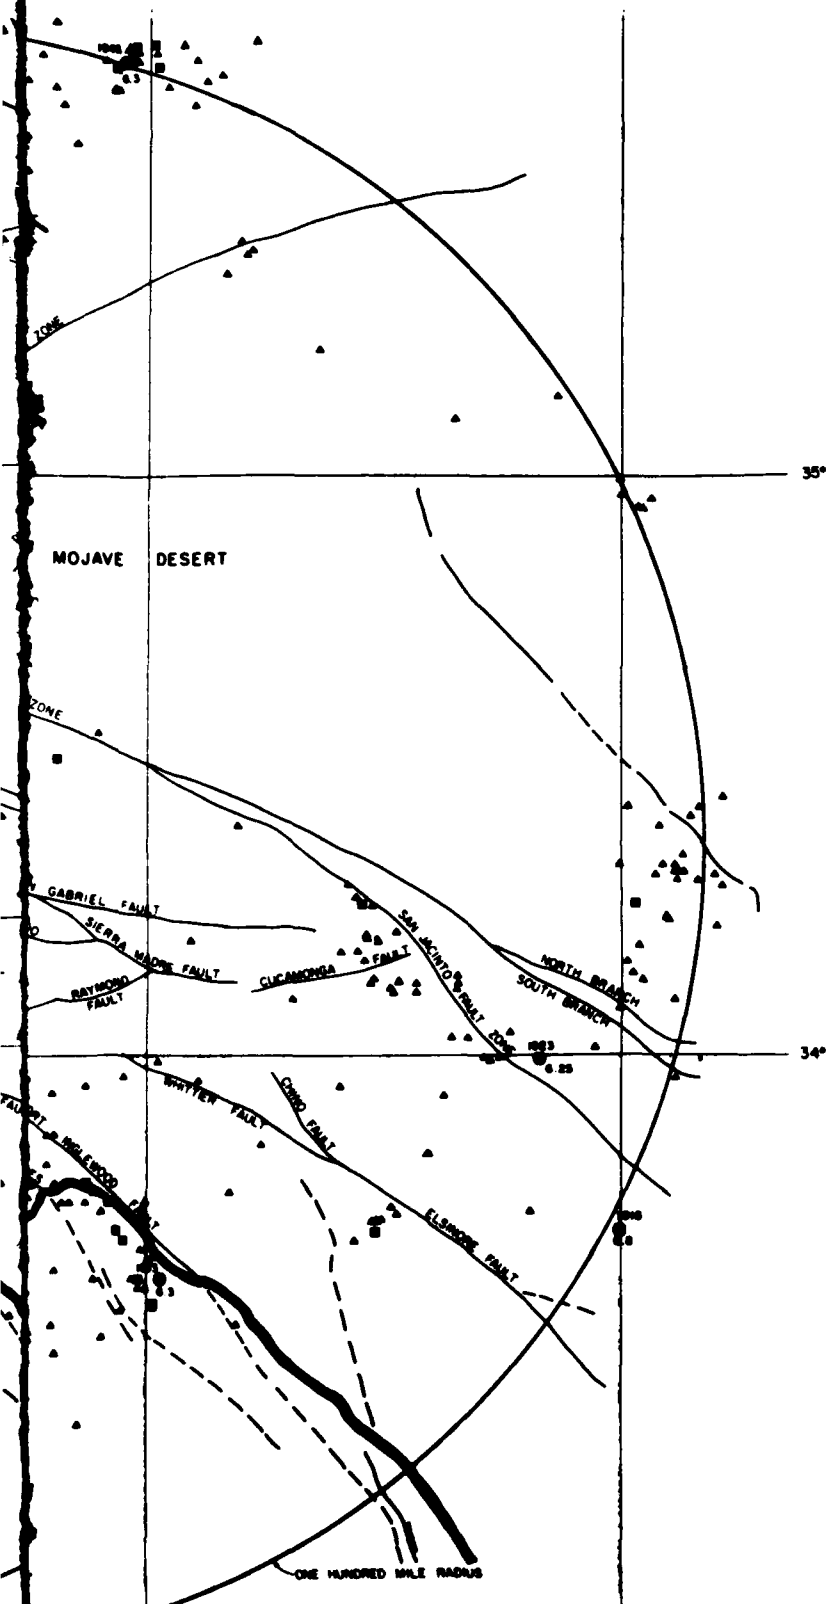 6.3
ZONE
35°
MOJAVE DESERT
ZONE
GABRIEL FAULT
SIERRA MADRE FAULT
RAYMOND
FAULT
CUCAMONGA FAULT
SAN JACINTO FAULT ZONE
NORTH BRANCH
SOUTH BRANCH
1923
6.25
34°
WHITTIER FAULT
CHINO FAULT
INGLEWOOD FAULT
ELSINORE FAULT
6.3
ONE HUNDRED MILE RADIUS